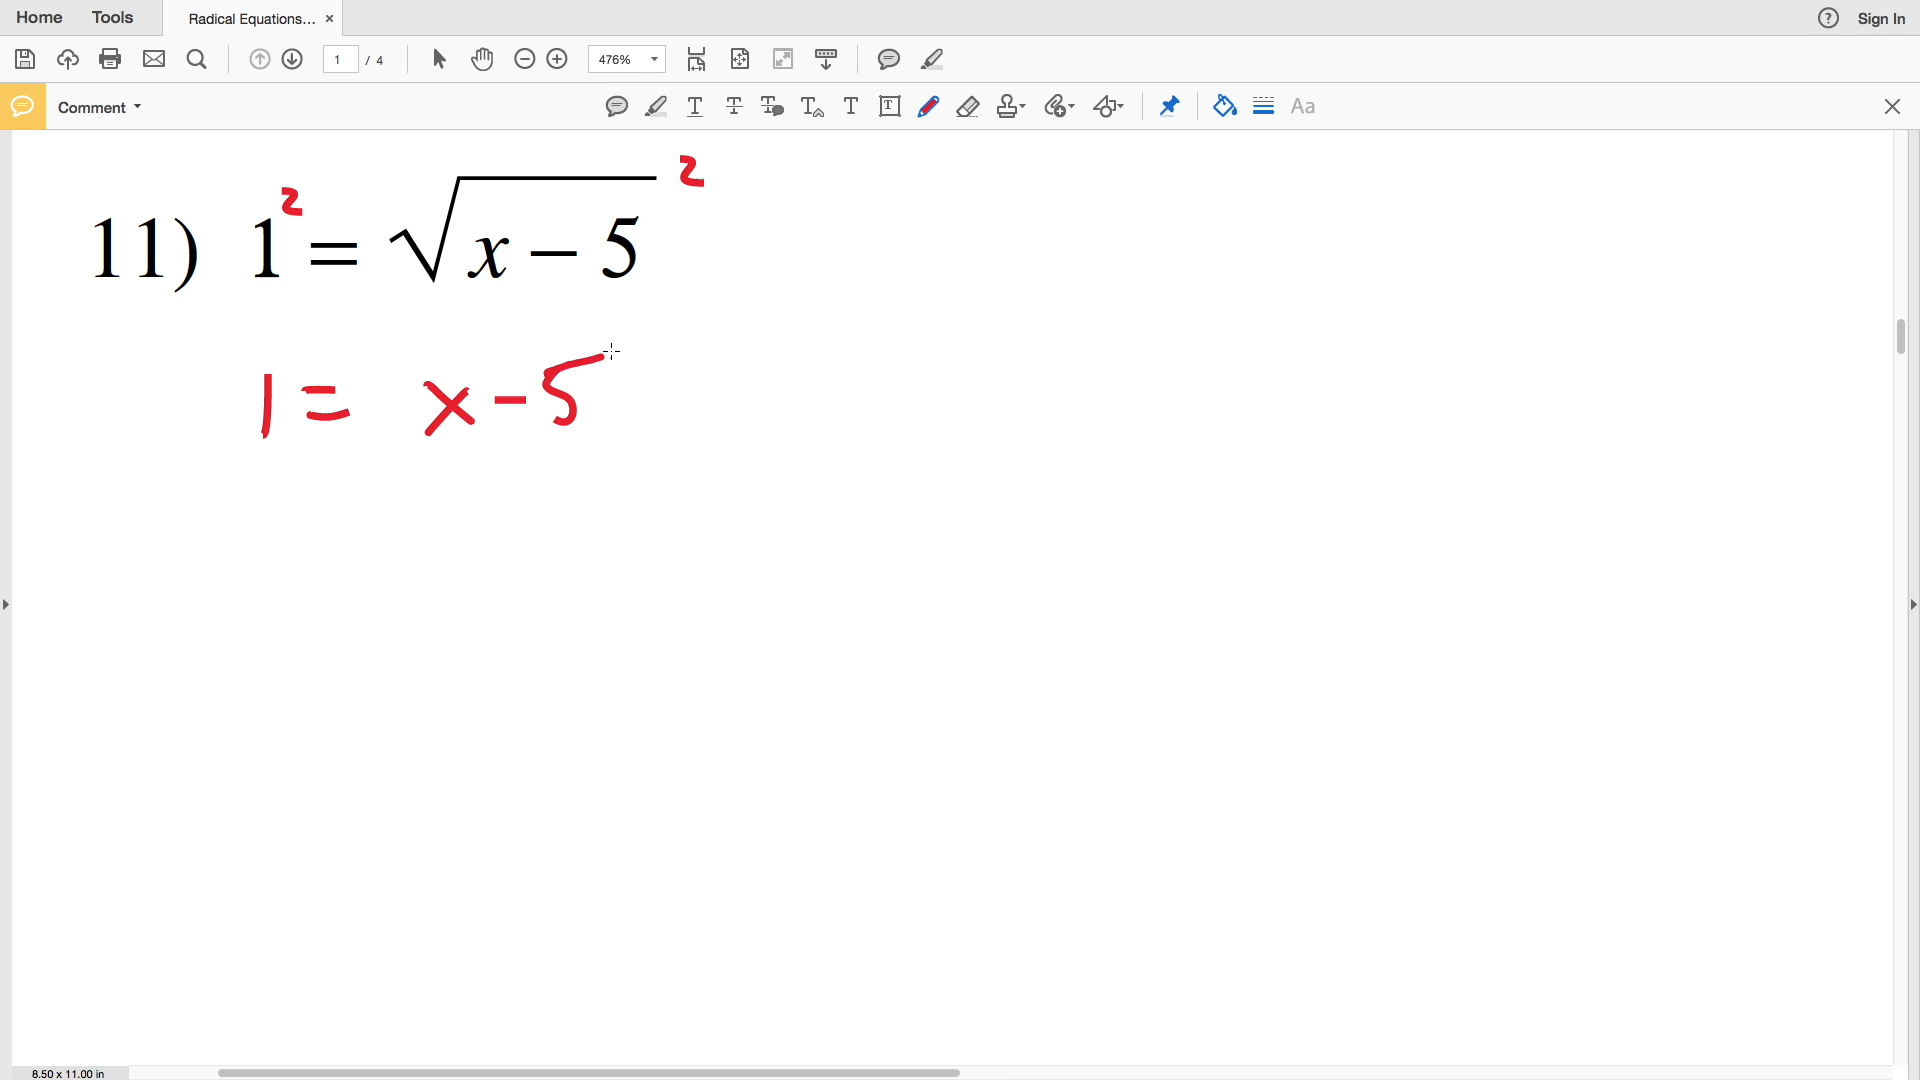 Home Tools Radical Equations... × ? Sign In
1 / 4 476%
Comment Aa
11) 1² = √x − 5 ²
1 = x - 5
8.50 x 11.00 in